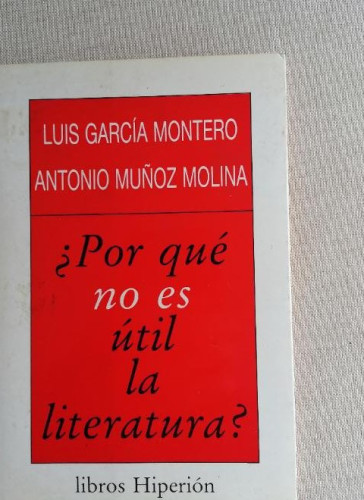 LUIS GARCÍA MONTERO
ANTONIO MUÑOZ MOLINA
¿Por qué
no es
útil
la
literatura?
libros Hiperión